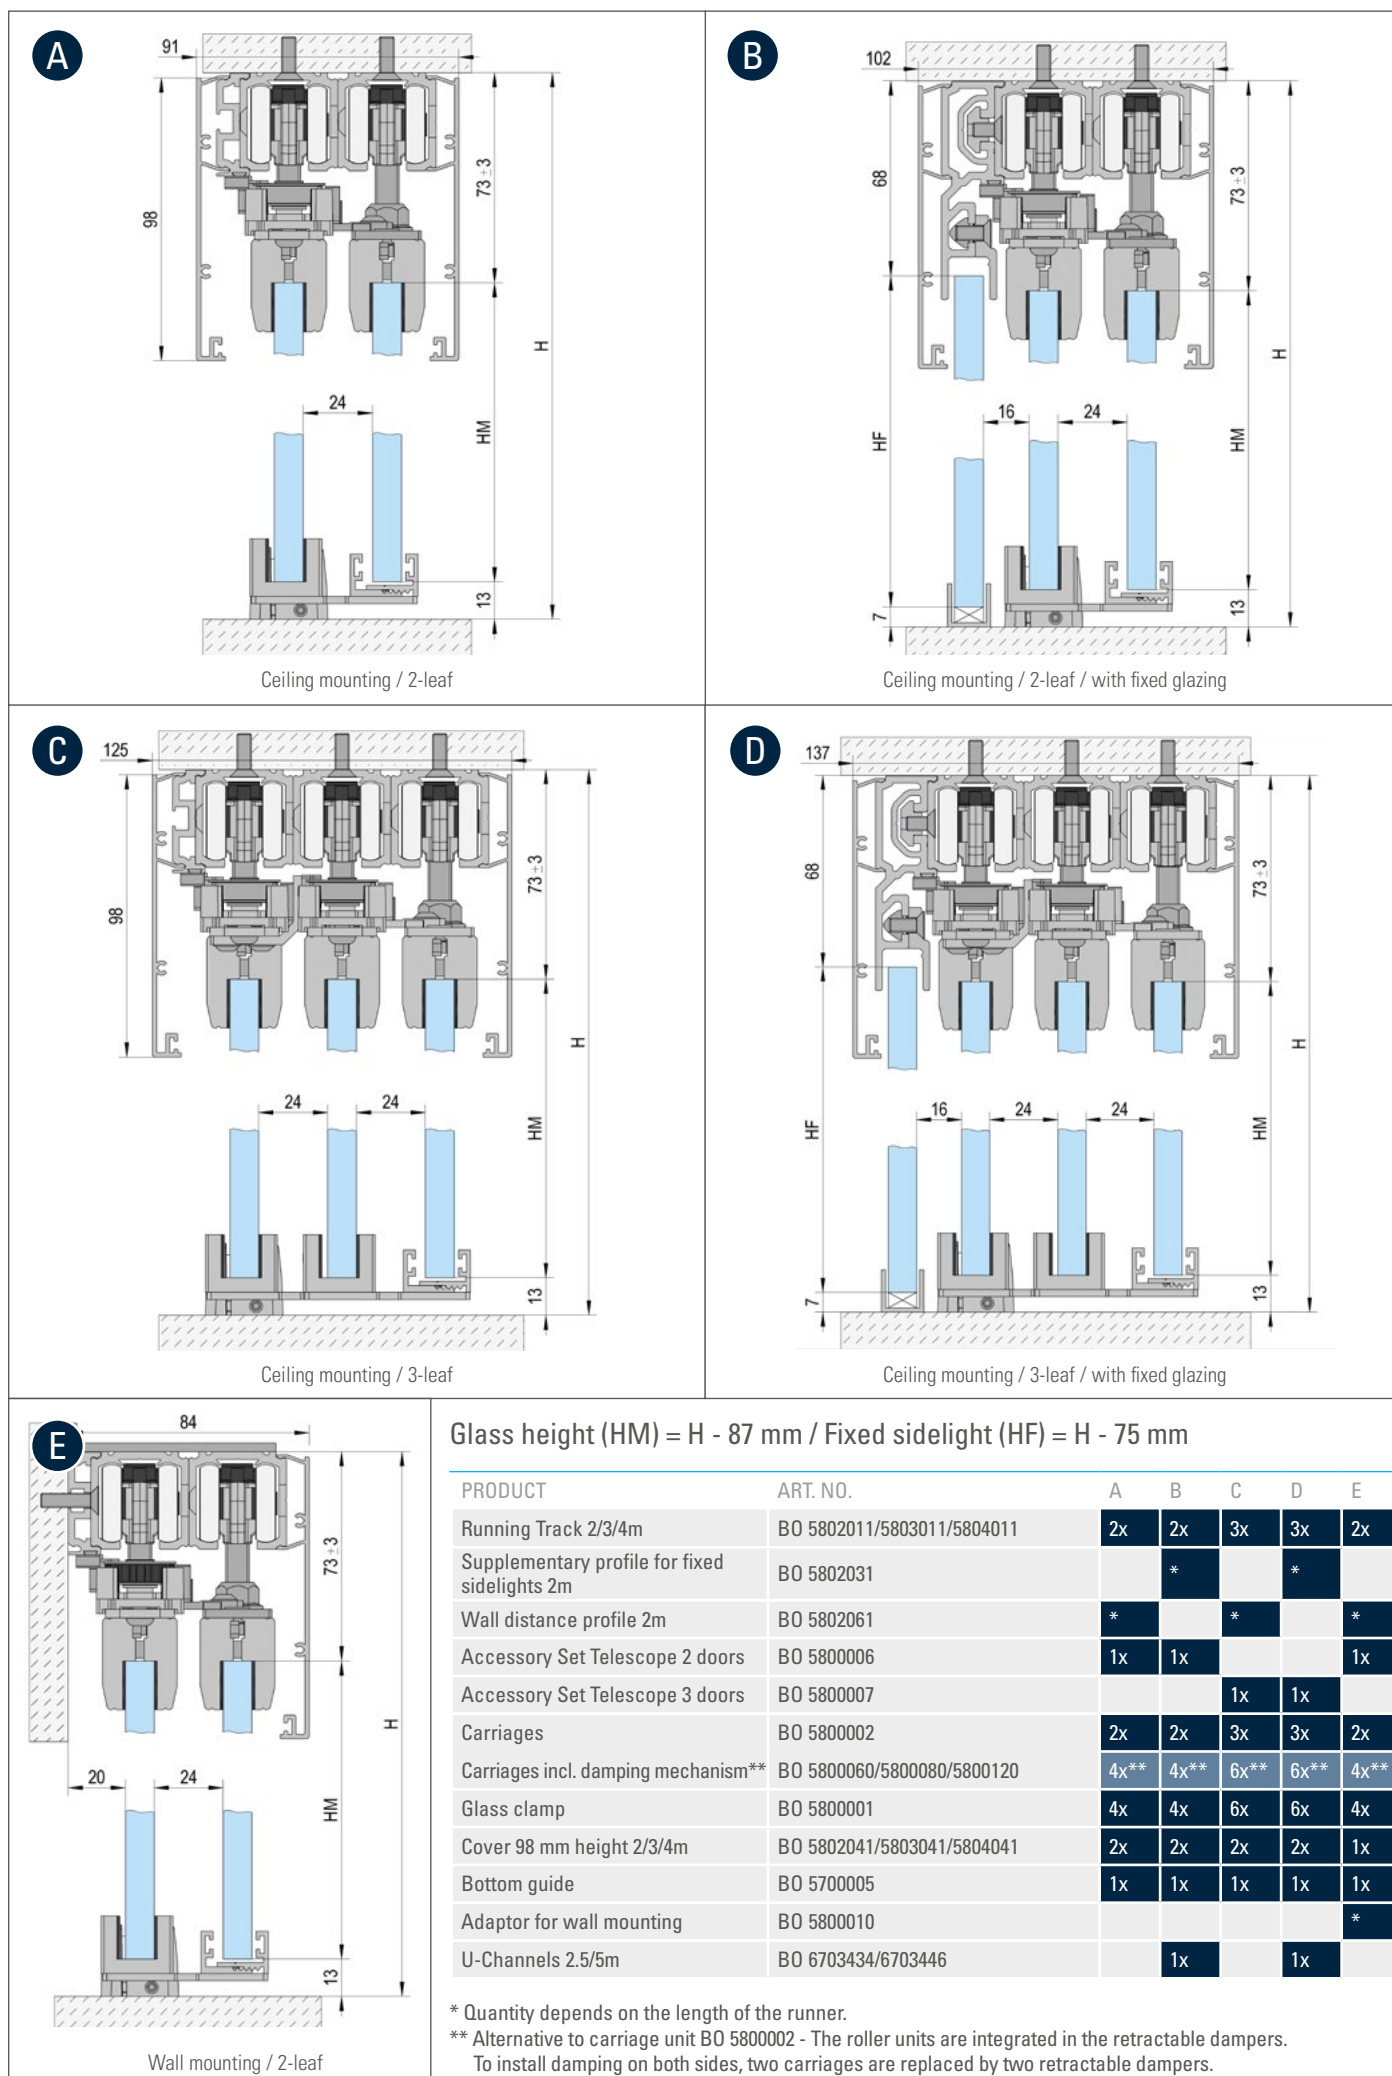 A
91
98
73 ±3
H
24
HM
13
Ceiling mounting / 2-leaf
B
102
68
73 ±3
H
16
24
HF
HM
7
13
Ceiling mounting / 2-leaf / with fixed glazing
C
125
98
73 ±3
H
24
24
HM
13
Ceiling mounting / 3-leaf
D
137
68
73 ±3
H
16
24
24
HF
HM
7
13
Ceiling mounting / 3-leaf / with fixed glazing
E
84
73 ±3
H
20
24
HM
13
Wall mounting / 2-leaf
Glass height (HM) = H - 87 mm / Fixed sidelight (HF) = H - 75 mm
PRODUCT ART. NO. A B C D E
Running Track 2/3/4m BO 5802011/5803011/5804011 2x 2x 3x 3x 2x
Supplementary profile for fixed
sidelights 2m BO 5802031 * *
Wall distance profile 2m BO 5802061 * * *
Accessory Set Telescope 2 doors BO 5800006 1x 1x 1x
Accessory Set Telescope 3 doors BO 5800007 1x 1x
Carriages BO 5800002 2x 2x 3x 3x 2x
Carriages incl. damping mechanism** BO 5800060/5800080/5800120 4x** 4x** 6x** 6x** 4x**
Glass clamp BO 5800001 4x 4x 6x 6x 4x
Cover 98 mm height 2/3/4m BO 5802041/5803041/5804041 2x 2x 2x 2x 1x
Bottom guide BO 5700005 1x 1x 1x 1x 1x
Adaptor for wall mounting BO 5800010 *
U-Channels 2.5/5m BO 6703434/6703446 1x 1x
* Quantity depends on the length of the runner.
** Alternative to carriage unit BO 5800002 - The roller units are integrated in the retractable dampers.
To install damping on both sides, two carriages are replaced by two retractable dampers.